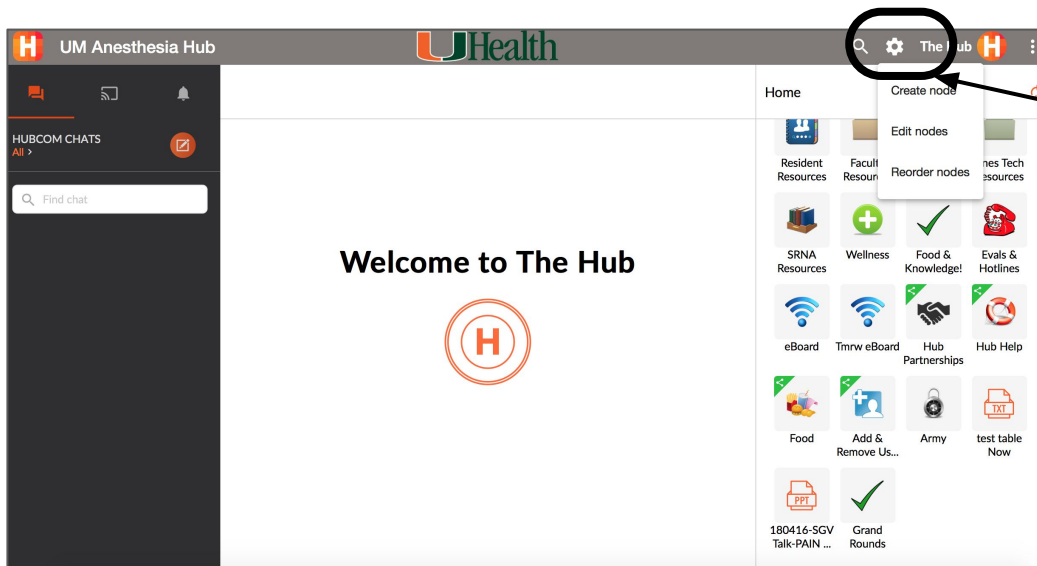 H UM Anesthesia Hub
UHealth
The Hub H
HUBCOM CHATS
All >
Find chat
Welcome to The Hub
H
Home
Create node
Edit nodes
Reorder nodes
Resident
Resources
SRNA
Resources
Wellness
Food &
Knowledge!
Evals &
Hotlines
eBoard
Tmrw eBoard
Hub
Partnerships
Hub Help
Food
Add &
Remove Us...
Army
TXT
test table
Now
PPT
180416-SGV
Talk-PAIN ...
Grand
Rounds